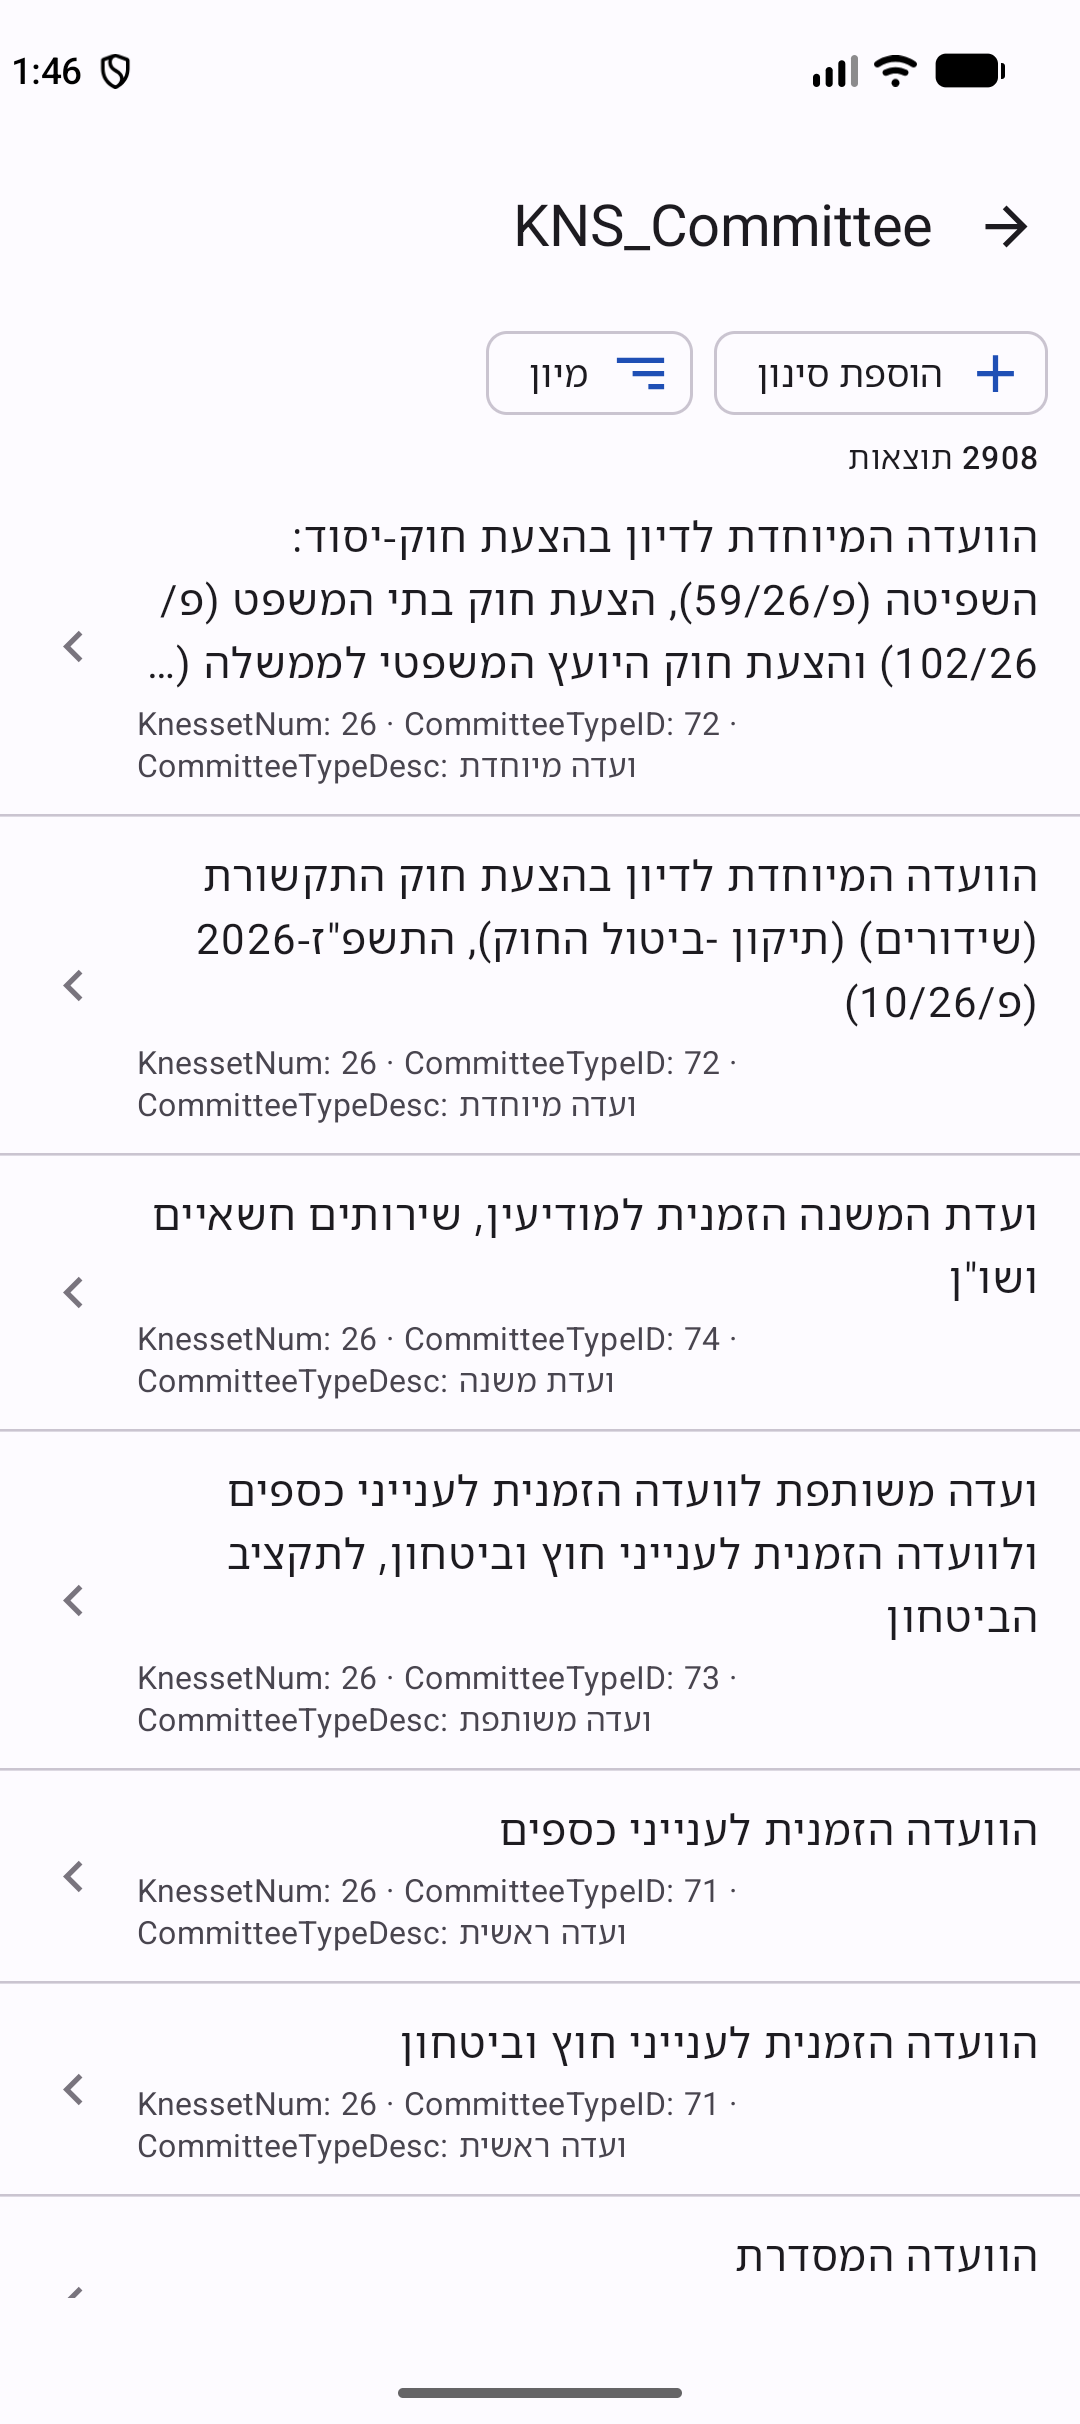 1:46
KNS_Committee
הוספת סינון
מיון
2908 תוצאות
הוועדה המיוחדת לדיון בהצעת חוק-יסוד:
השפיטה (פ/59/26), הצעת חוק בתי המשפט (פ/
102/26) והצעת חוק היועץ המשפטי לממשלה (...
KnessetNum: 26 · CommitteeTypeID: 72 ·
CommitteeTypeDesc: ועדה מיוחדת
הוועדה המיוחדת לדיון בהצעת חוק התקשורת
(שידורים) (תיקון -ביטול החוק), התשפ"ז-2026
(פ/10/26)
KnessetNum: 26 · CommitteeTypeID: 72 ·
CommitteeTypeDesc: ועדה מיוחדת
ועדת המשנה הזמנית למודיעין, שירותים חשאיים
ושו"ן
KnessetNum: 26 · CommitteeTypeID: 74 ·
CommitteeTypeDesc: ועדת משנה
ועדה משותפת לוועדה הזמנית לענייני כספים
ולוועדה הזמנית לענייני חוץ וביטחון, לתקציב
הביטחון
KnessetNum: 26 · CommitteeTypeID: 73 ·
CommitteeTypeDesc: ועדה משותפת
הוועדה הזמנית לענייני כספים
KnessetNum: 26 · CommitteeTypeID: 71 ·
CommitteeTypeDesc: ועדה ראשית
הוועדה הזמנית לענייני חוץ וביטחון
KnessetNum: 26 · CommitteeTypeID: 71 ·
CommitteeTypeDesc: ועדה ראשית
הוועדה המסדרת